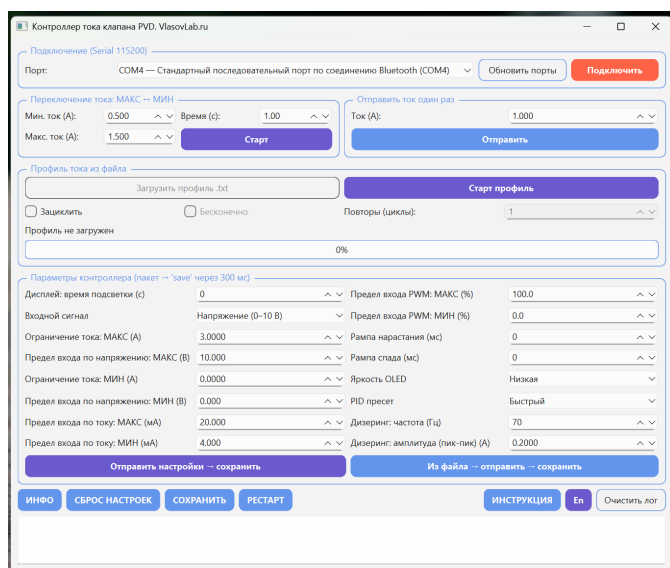 Контроллер тока клапана PVD. VlasovLab.ru
Подключение (Serial 115200)
Порт: COM4 — Стандартный последовательный порт по соединению Bluetooth (COM4) Обновить порты Подключить
Переключение тока: МАКС ↔ МИН
Мин. ток (А): 0.500 Время (с): 1.00
Макс. ток (А): 1.500 Старт
Отправить ток один раз
Ток (А): 1.000
Отправить
Профиль тока из файла
Загрузить профиль .txt Старт профиль
Зациклить Бесконечно Повторы (циклы): 1
Профиль не загружен
0%
Параметры контроллера (пакет → 'save' через 300 мс)
Дисплей: время подсветки (с) 0 Предел входа PWM: МАКС (%) 100.0
Входной сигнал Напряжение (0–10 В) Предел входа PWM: МИН (%) 0.0
Ограничение тока: МАКС (А) 3.0000 Рампа нарастания (мс) 0
Предел входа по напряжению: МАКС (В) 10.000 Рампа спада (мс) 0
Ограничение тока: МИН (А) 0.0000 Яркость OLED Низкая
Предел входа по напряжению: МИН (В) 0.000 PID пресет Быстрый
Предел входа по току: МАКС (мА) 20.000 Дизеринг: частота (Гц) 70
Предел входа по току: МИН (мА) 4.000 Дизеринг: амплитуда (пик-пик) (А) 0.2000
Отправить настройки → сохранить Из файла → отправить → сохранить
ИНФО СБРОС НАСТРОЕК СОХРАНИТЬ РЕСТАРТ ИНСТРУКЦИЯ En Очистить лог